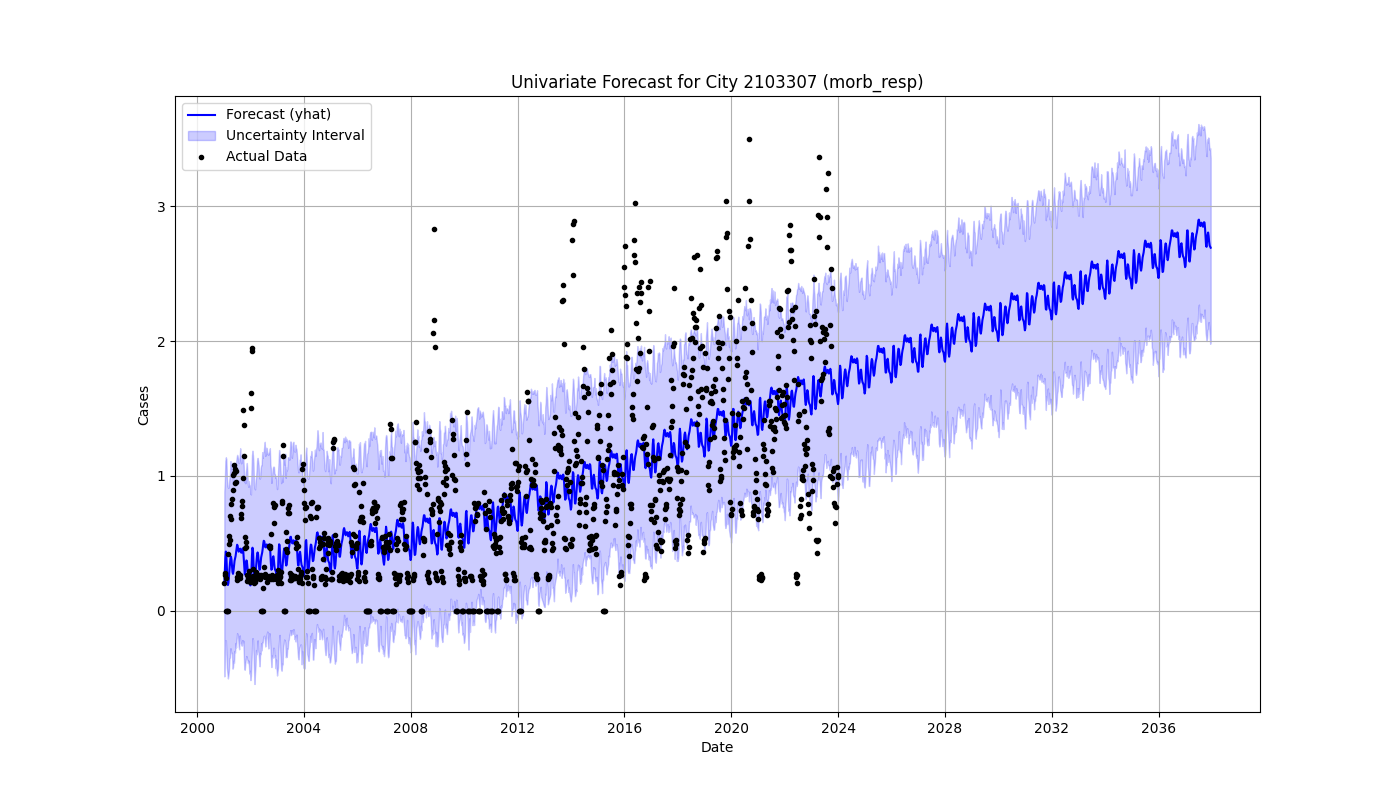 Univariate Forecast for City 2103307 (morb_resp)
Forecast (yhat)
Uncertainty Interval
Actual Data
Cases
3
2
1
0
2000 2004 2008 2012 2016 2020 2024 2028 2032 2036
Date